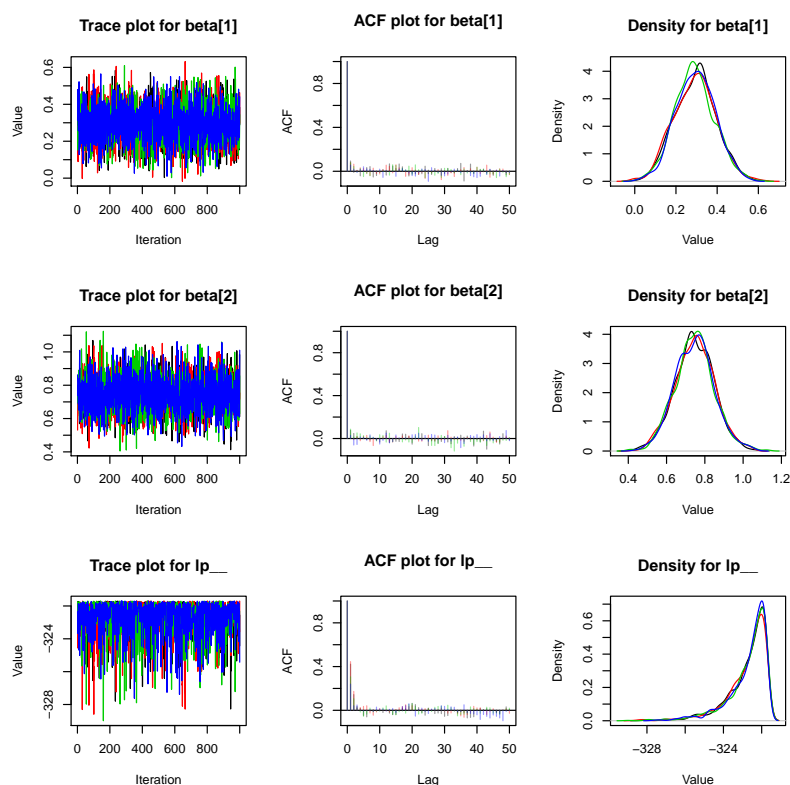 Trace plot for beta[1]
Value
0.0 0.2 0.4 0.6
0 200 400 600 800
Iteration
ACF plot for beta[1]
ACF
0.0 0.4 0.8
0 10 20 30 40 50
Lag
Density for beta[1]
Density
0 1 2 3 4
0.0 0.2 0.4 0.6
Value
Trace plot for beta[2]
Value
0.4 0.6 0.8 1.0
0 200 400 600 800
Iteration
ACF plot for beta[2]
ACF
0.0 0.4 0.8
0 10 20 30 40 50
Lag
Density for beta[2]
Density
0 1 2 3 4
0.4 0.6 0.8 1.0 1.2
Value
Trace plot for lp__
Value
−328 −324
0 200 400 600 800
Iteration
ACF plot for lp__
ACF
0.0 0.4 0.8
0 10 20 30 40 50
Lag
Density for lp__
Density
0.0 0.2 0.4 0.6
−328 −324
Value